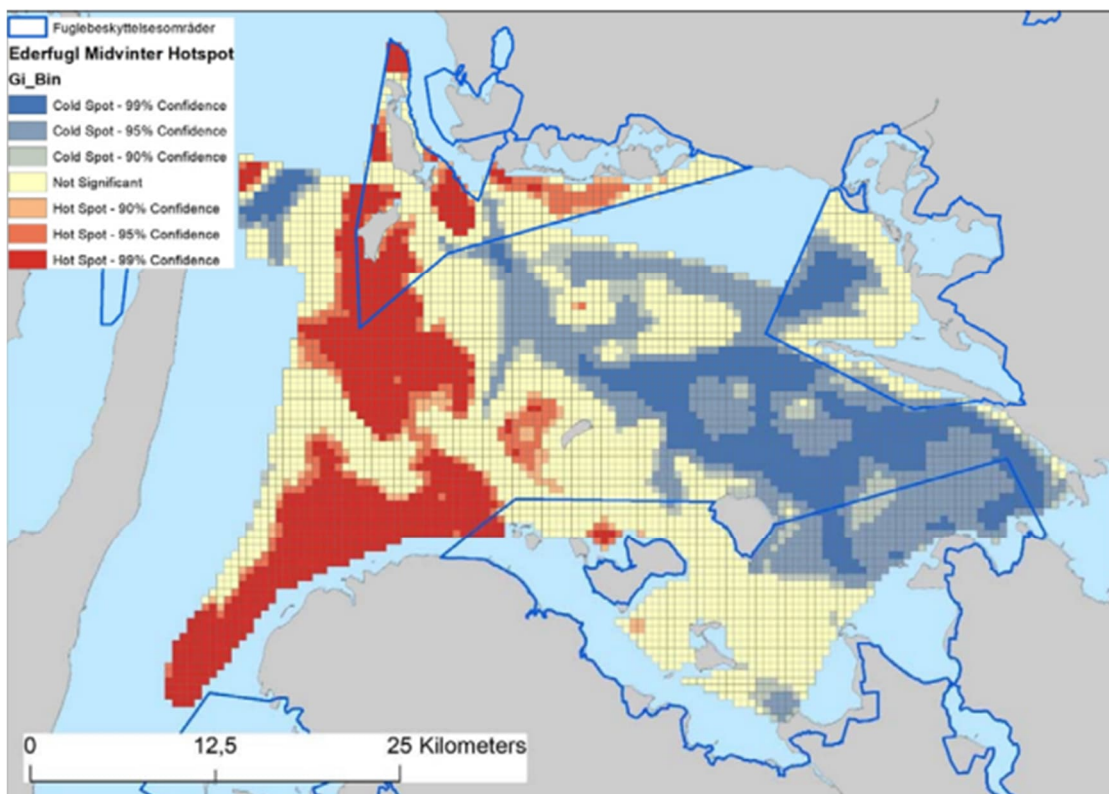 Fuglebeskyttelsesområder
Ederfugl Midvinter Hotspot
Gi_Bin
Cold Spot - 99% Confidence
Cold Spot - 95% Confidence
Cold Spot - 90% Confidence
Not Significant
Hot Spot - 90% Confidence
Hot Spot - 95% Confidence
Hot Spot - 99% Confidence
0 12,5 25 Kilometers